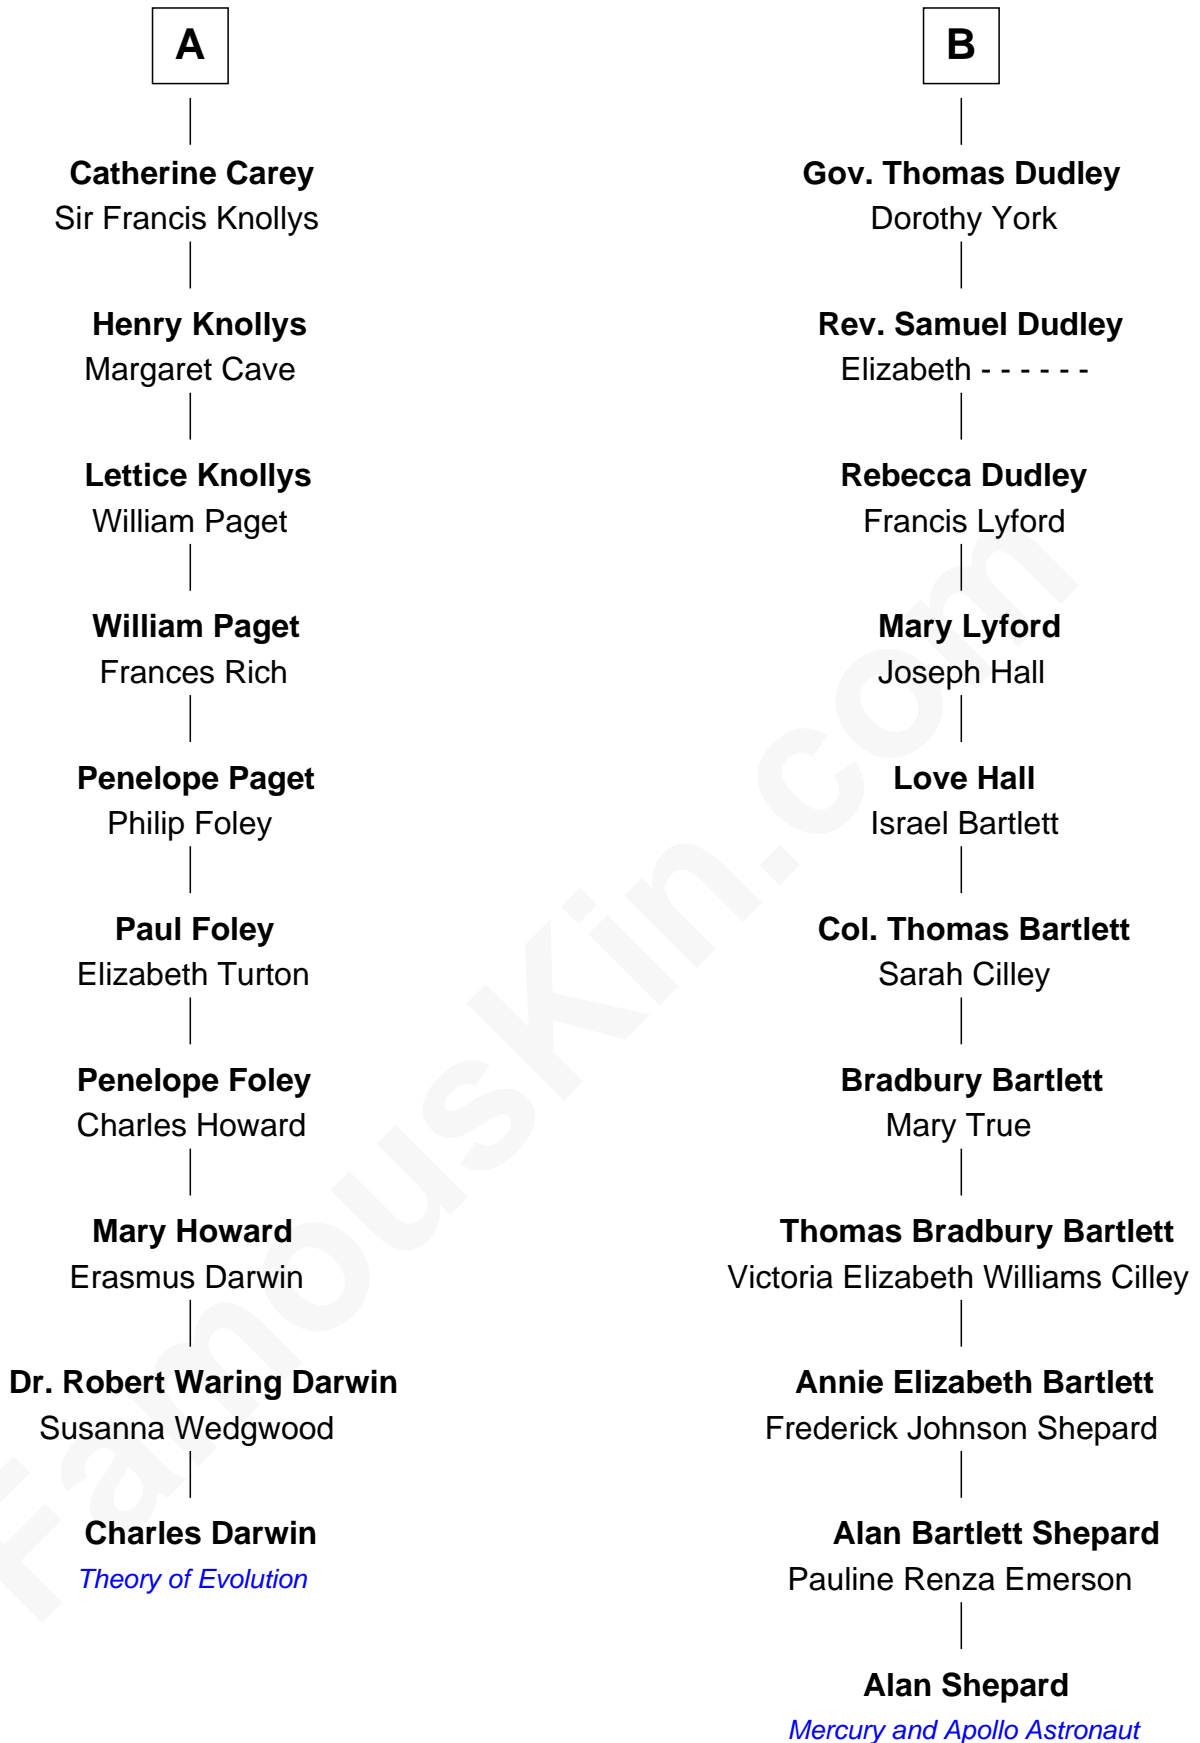 A
Catherine Carey
Sir Francis Knollys
Henry Knollys
Margaret Cave
Lettice Knollys
William Paget
William Paget
Frances Rich
Penelope Paget
Philip Foley
Paul Foley
Elizabeth Turton
Penelope Foley
Charles Howard
Mary Howard
Erasmus Darwin
Dr. Robert Waring Darwin
Susanna Wedgwood
Charles Darwin
Theory of Evolution
B
Gov. Thomas Dudley
Dorothy York
Rev. Samuel Dudley
Elizabeth - - - - - -
Rebecca Dudley
Francis Lyford
Mary Lyford
Joseph Hall
Love Hall
Israel Bartlett
Col. Thomas Bartlett
Sarah Cilley
Bradbury Bartlett
Mary True
Thomas Bradbury Bartlett
Victoria Elizabeth Williams Cilley
Annie Elizabeth Bartlett
Frederick Johnson Shepard
Alan Bartlett Shepard
Pauline Renza Emerson
Alan Shepard
Mercury and Apollo Astronaut
FamousKin.com